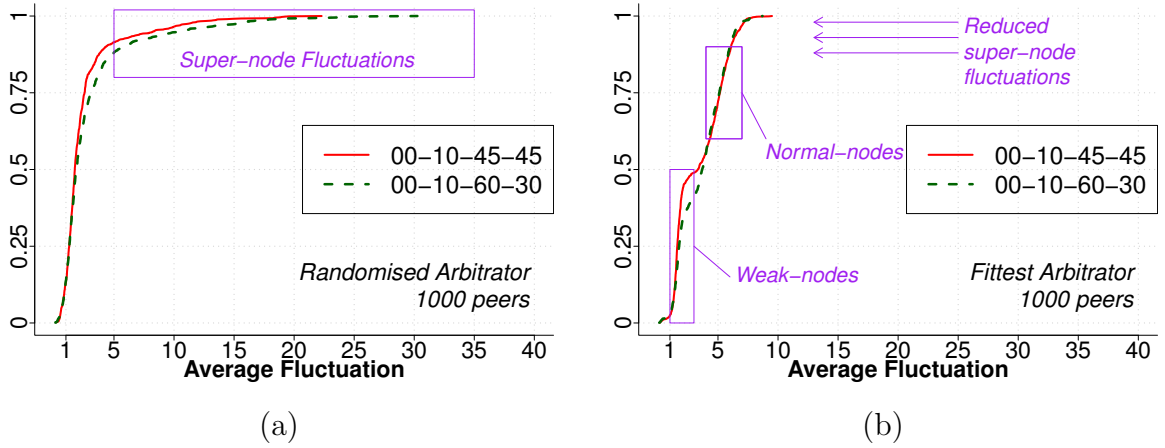 1
0.75
0.5
0.25
0
Super−node Fluctuations
00−10−45−45
00−10−60−30
Randomised Arbitrator
1000 peers
1 5 10 15 20 25 30 35 40
Average Fluctuation
(a)
1
0.75
0.5
0.25
0
Reduced
super−node
fluctuations
Normal−nodes
00−10−45−45
00−10−60−30
Weak−nodes
Fittest Arbitrator
1000 peers
1 5 10 15 20 25 30 35 40
Average Fluctuation
(b)